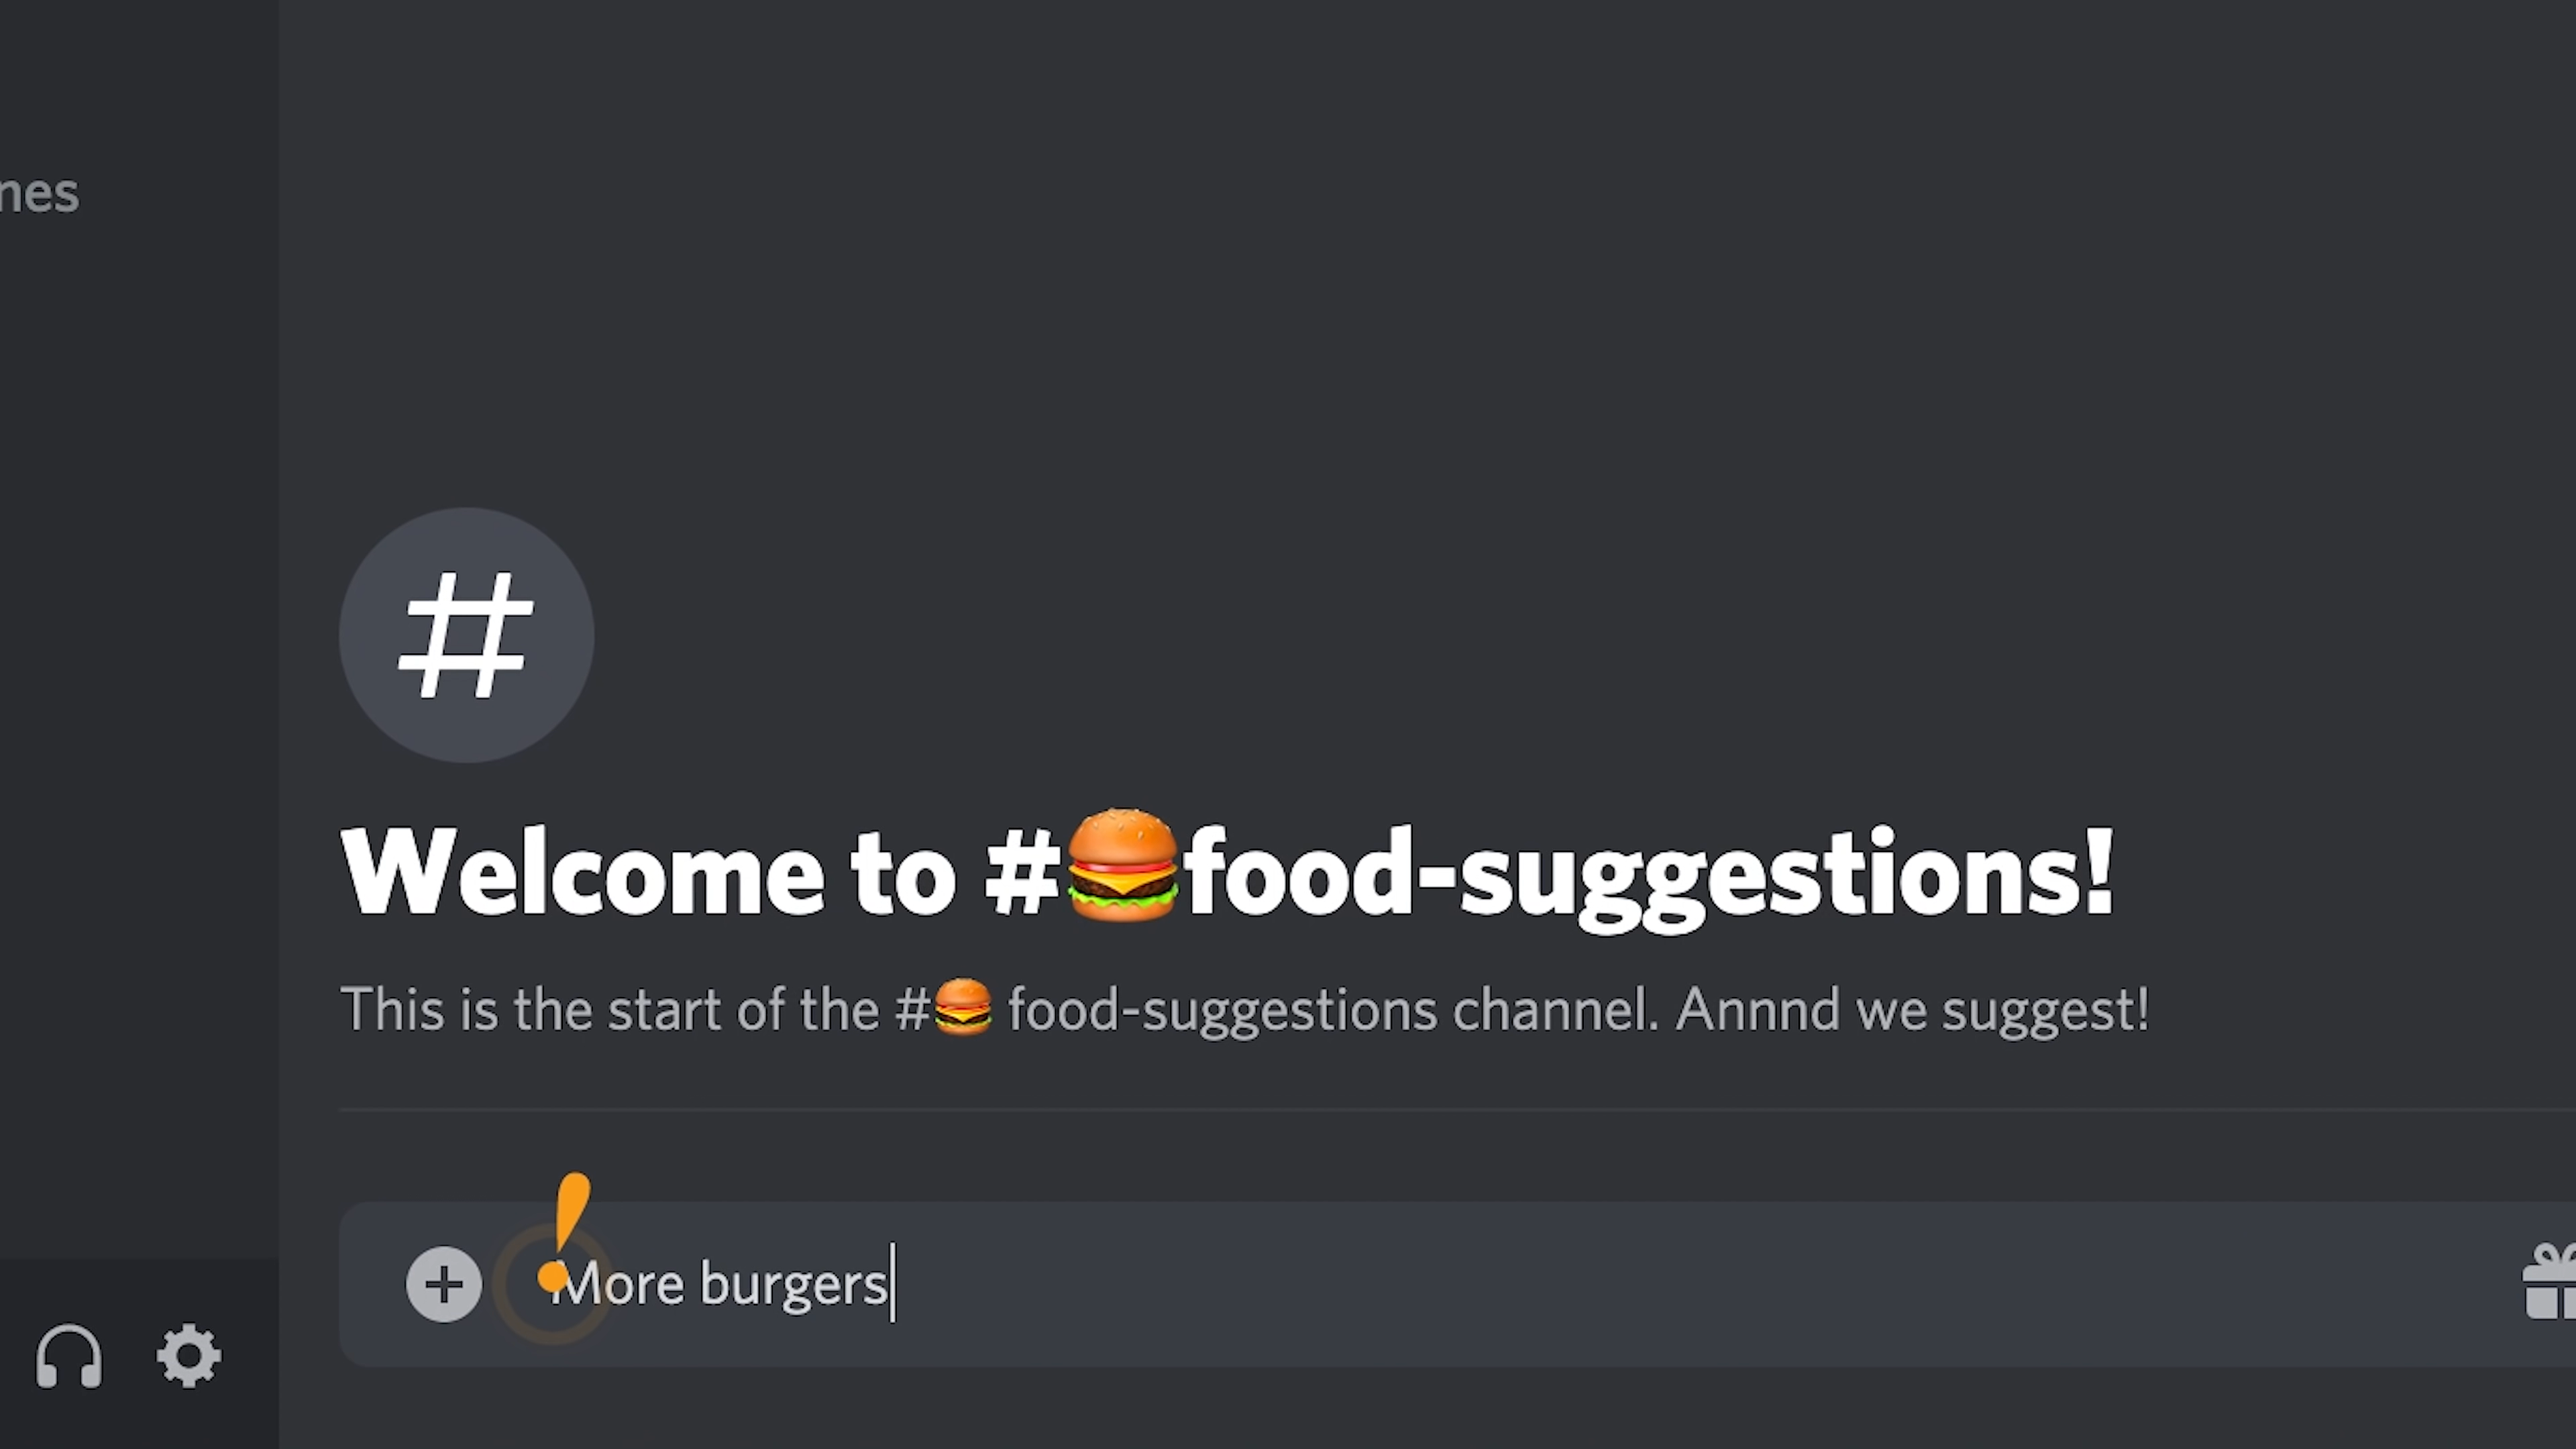 nes
#
Welcome to #🍔food-suggestions!
This is the start of the #🍔 food-suggestions channel. Annnd we suggest!
More burgers